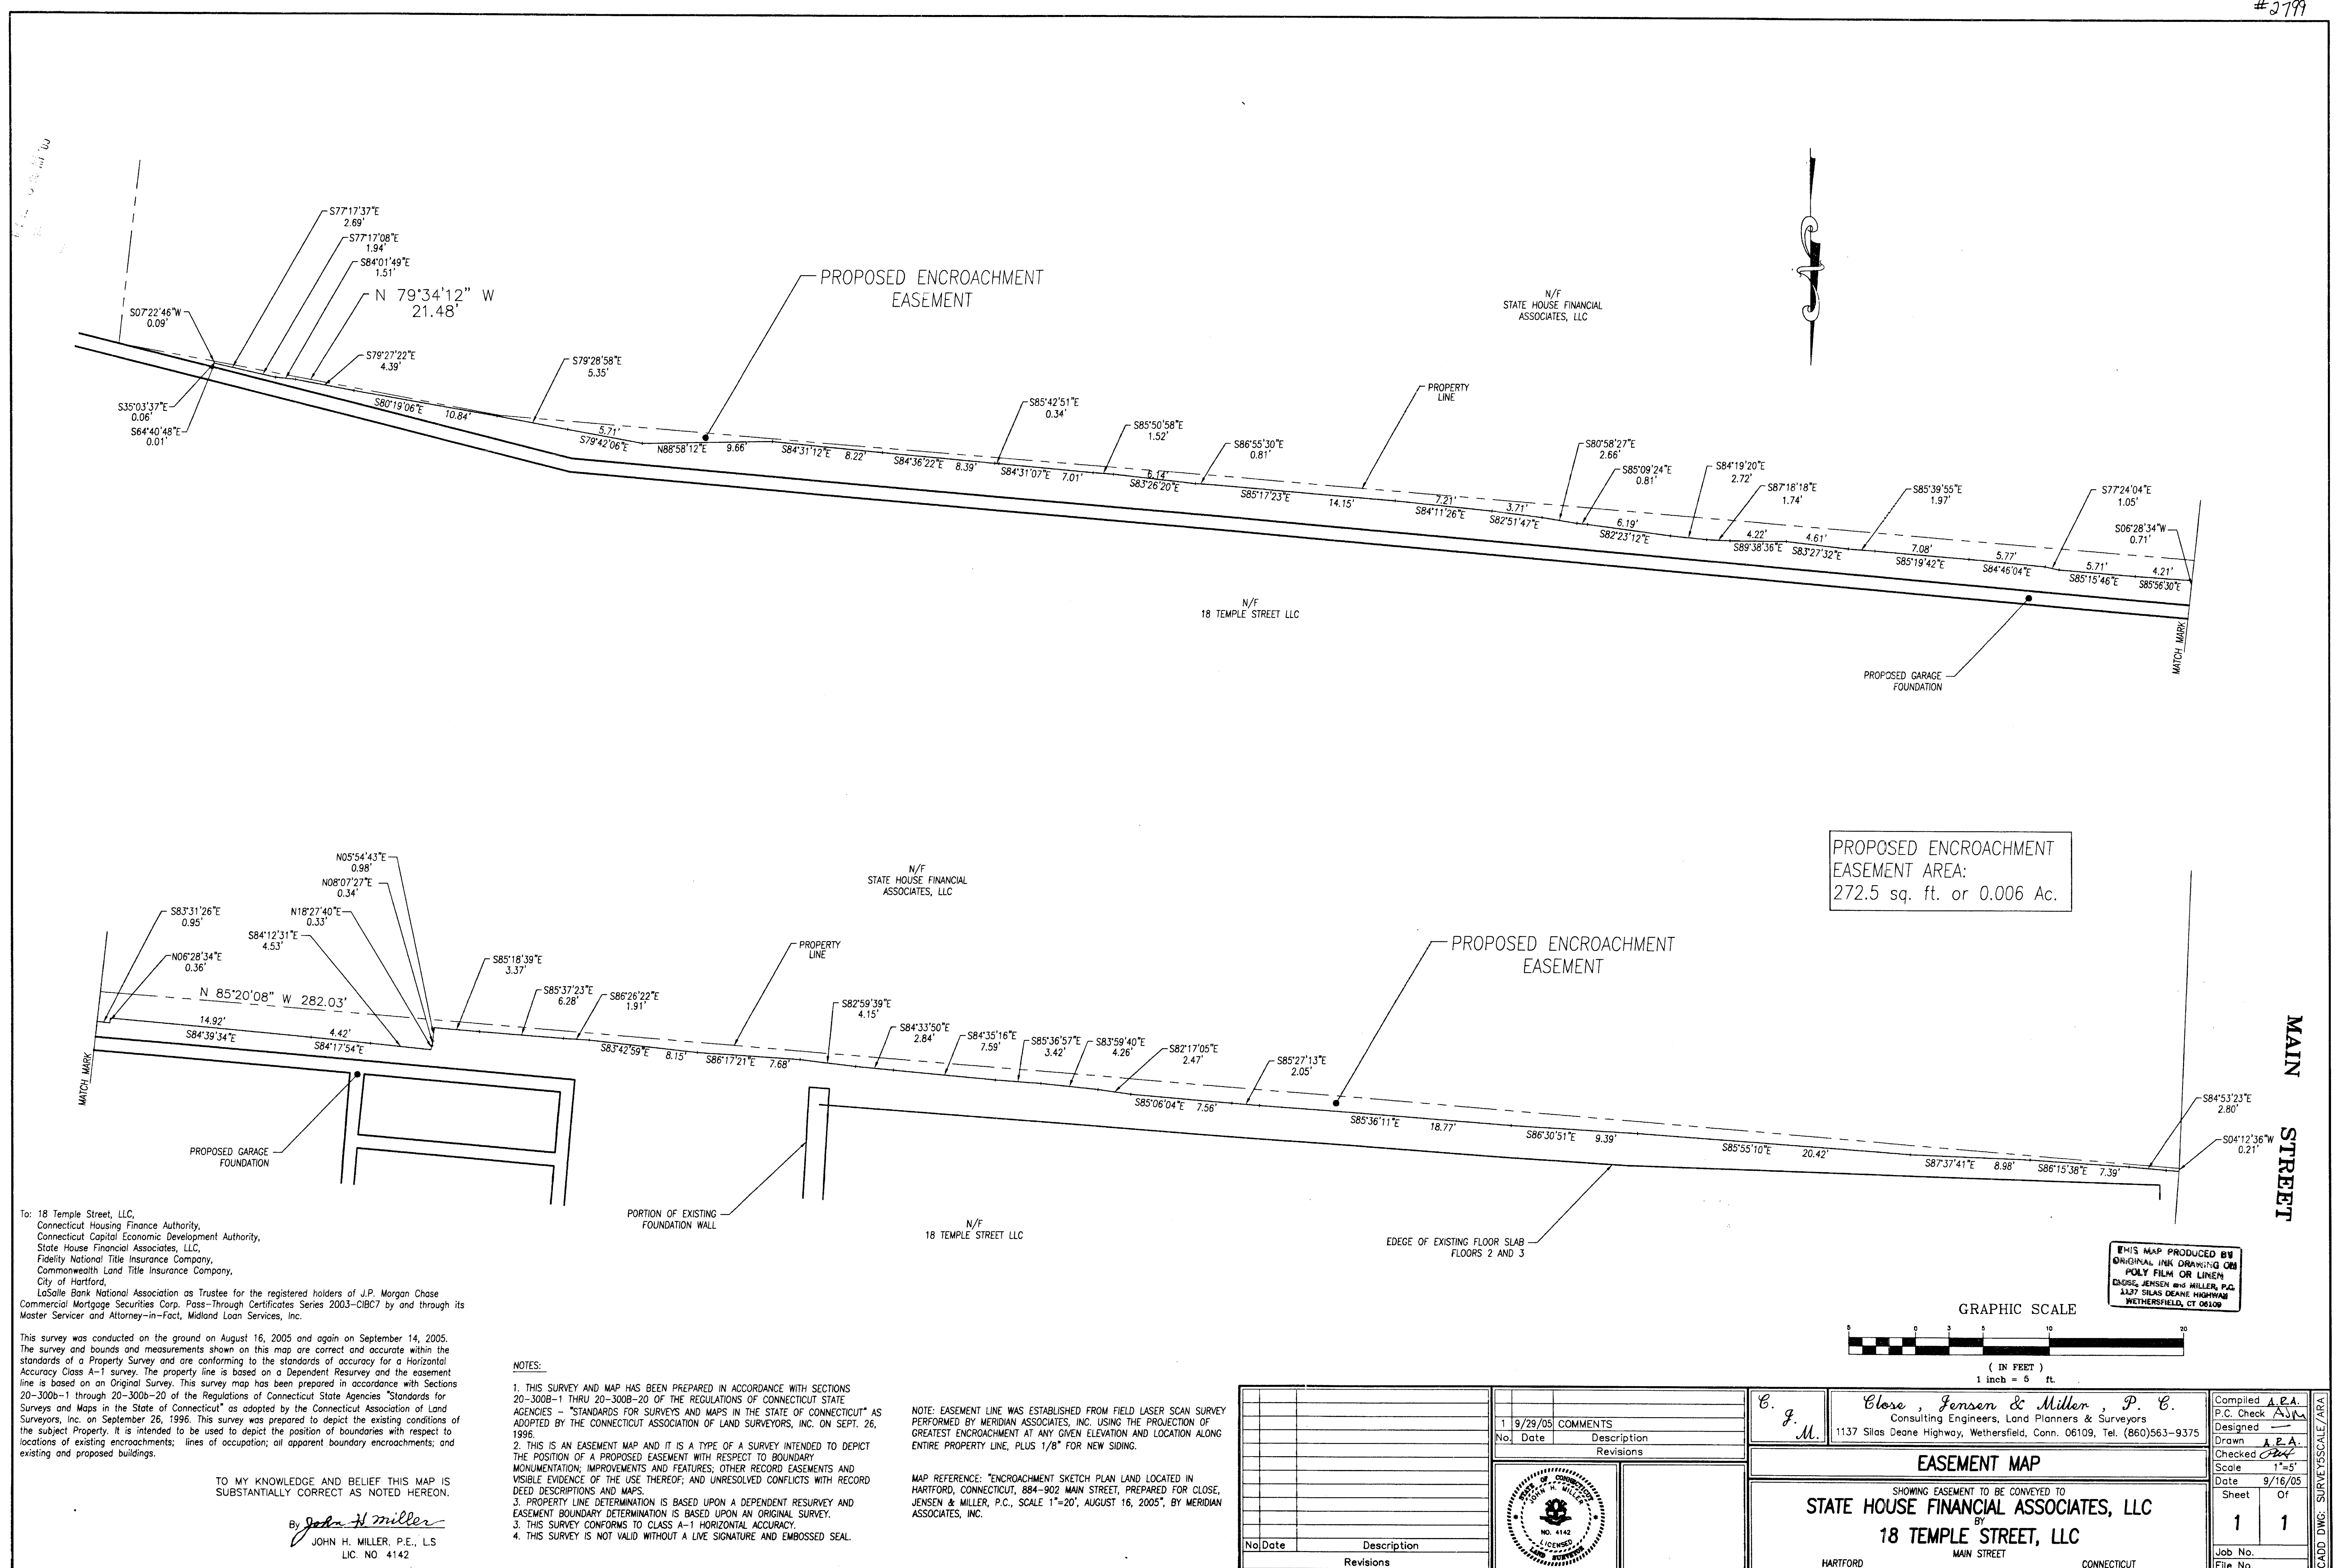 #2799
S77°17'37"E
2.69'
S77°17'08"E
1.94'
S84°01'49"E
1.51'
N 79°34'12" W
21.48'
S07°22'46"W
0.09'
S79°27'22"E
4.39'
S35°03'37"E
0.06'
S64°40'48"E
0.01'
S80°19'06"E 10.84'
S79°28'58"E
5.35'
5.71'
S79°42'06"E
PROPOSED ENCROACHMENT
EASEMENT
N88°58'12"E 9.66'
S84°31'12"E 8.22'
S84°36'22"E 8.39'
S85°42'51"E
0.34'
S84°31'07"E 7.01'
S85°50'58"E
1.52'
6.14'
S83°26'20"E
S86°55'30"E
0.81'
S85°17'23"E 14.15'
PROPERTY
LINE
N/F
STATE HOUSE FINANCIAL
ASSOCIATES, LLC
7.21'
S84°11'26"E
3.71'
S82°51'47"E
S80°58'27"E
2.66'
S85°09'24"E
0.81'
6.19'
S82°23'12"E
S84°19'20"E
2.72'
S87°18'18"E
1.74'
4.22'
S89°38'36"E
4.61'
S83°27'32"E
S85°39'55"E
1.97'
7.08'
S85°19'42"E
5.77'
S84°46'04"E
S77°24'04"E
1.05'
5.71'
S85°15'46"E
4.21'
S85°56'30"E
S06°28'34"W
0.71'
MATCH MARK
N/F
18 TEMPLE STREET LLC
PROPOSED GARAGE
FOUNDATION
PROPOSED ENCROACHMENT
EASEMENT AREA:
272.5 sq. ft. or 0.006 Ac.
N05°54'43"E
0.98'
N08°07'27"E
0.34'
N18°27'40"E
0.33'
S84°12'31"E
4.53'
S83°31'26"E
0.95'
N06°28'34"E
0.36'
N 85°20'08" W 282.03'
14.92'
S84°39'34"E
4.42'
S84°17'54"E
MATCH MARK
PROPOSED GARAGE
FOUNDATION
S85°18'39"E
3.37'
S85°37'23"E
6.28'
S86°26'22"E
1.91'
S83°42'59"E 8.15'
S86°17'21"E 7.68'
PROPERTY
LINE
N/F
STATE HOUSE FINANCIAL
ASSOCIATES, LLC
S82°59'39"E
4.15'
S84°33'50"E
2.84'
S84°35'16"E
7.59'
S85°36'57"E
3.42'
S83°59'40"E
4.26'
S82°17'05"E
2.47'
S85°06'04"E 7.56'
S85°27'13"E
2.05'
PROPOSED ENCROACHMENT
EASEMENT
S85°36'11"E 18.77'
S86°30'51"E 9.39'
S85°55'10"E 20.42'
S87°37'41"E 8.98'
S86°15'38"E 7.39'
S84°53'23"E
2.80'
S04°12'36"W
0.21'
MAIN STREET
PORTION OF EXISTING
FOUNDATION WALL
N/F
18 TEMPLE STREET LLC
EDEGE OF EXISTING FLOOR SLAB
FLOORS 2 AND 3
THIS MAP PRODUCED BY
ORIGINAL INK DRAWING ON
POLY FILM OR LINEN
CLOSE, JENSEN and MILLER, P.C.
1137 SILAS DEANE HIGHWAY
WETHERSFIELD, CT 06109
GRAPHIC SCALE
5 0 3 5 10 20
( IN FEET )
1 inch = 5 ft.
To: 18 Temple Street, LLC,
Connecticut Housing Finance Authority,
Connecticut Capital Economic Development Authority,
State House Financial Associates, LLC,
Fidelity National Title Insurance Company,
Commonwealth Land Title Insurance Company,
City of Hartford,
LaSalle Bank National Association as Trustee for the registered holders of J.P. Morgan Chase
Commercial Mortgage Securities Corp. Pass-Through Certificates Series 2003-CIBC7 by and through its
Master Servicer and Attorney-in-Fact, Midland Loan Services, Inc.
This survey was conducted on the ground on August 16, 2005 and again on September 14, 2005.
The survey and bounds and measurements shown on this map are correct and accurate within the
standards of a Property Survey and are conforming to the standards of accuracy for a Horizontal
Accuracy Class A-1 survey. The property line is based on a Dependent Resurvey and the easement
line is based on an Original Survey. This survey map has been prepared in accordance with Sections
20-300b-1 through 20-300b-20 of the Regulations of Connecticut State Agencies "Standards for
Surveys and Maps in the State of Connecticut" as adopted by the Connecticut Association of Land
Surveyors, Inc. on September 26, 1996. This survey was prepared to depict the existing conditions of
the subject Property. It is intended to be used to depict the position of boundaries with respect to
locations of existing encroachments; lines of occupation; all apparent boundary encroachments; and
existing and proposed buildings.
TO MY KNOWLEDGE AND BELIEF THIS MAP IS
SUBSTANTIALLY CORRECT AS NOTED HEREON.
By John H Miller
JOHN H. MILLER, P.E., L.S
LIC. NO. 4142
NOTES:
1. THIS SURVEY AND MAP HAS BEEN PREPARED IN ACCORDANCE WITH SECTIONS
20-300B-1 THRU 20-300B-20 OF THE REGULATIONS OF CONNECTICUT STATE
AGENCIES - "STANDARDS FOR SURVEYS AND MAPS IN THE STATE OF CONNECTICUT" AS
ADOPTED BY THE CONNECTICUT ASSOCIATION OF LAND SURVEYORS, INC. ON SEPT. 26,
1996.
2. THIS IS AN EASEMENT MAP AND IT IS A TYPE OF A SURVEY INTENDED TO DEPICT
THE POSITION OF A PROPOSED EASEMENT WITH RESPECT TO BOUNDARY
MONUMENTATION; IMPROVEMENTS AND FEATURES; OTHER RECORD EASEMENTS AND
VISIBLE EVIDENCE OF THE USE THEREOF; AND UNRESOLVED CONFLICTS WITH RECORD
DEED DESCRIPTIONS AND MAPS.
3. PROPERTY LINE DETERMINATION IS BASED UPON A DEPENDENT RESURVEY AND
EASEMENT BOUNDARY DETERMINATION IS BASED UPON AN ORIGINAL SURVEY.
3. THIS SURVEY CONFORMS TO CLASS A-1 HORIZONTAL ACCURACY.
4. THIS SURVEY IS NOT VALID WITHOUT A LIVE SIGNATURE AND EMBOSSED SEAL.
NOTE: EASEMENT LINE WAS ESTABLISHED FROM FIELD LASER SCAN SURVEY
PERFORMED BY MERIDIAN ASSOCIATES, INC. USING THE PROJECTION OF
GREATEST ENCROACHMENT AT ANY GIVEN ELEVATION AND LOCATION ALONG
ENTIRE PROPERTY LINE, PLUS 1/8" FOR NEW SIDING.
MAP REFERENCE: "ENCROACHMENT SKETCH PLAN LAND LOCATED IN
HARTFORD, CONNECTICUT, 884-902 MAIN STREET, PREPARED FOR CLOSE,
JENSEN & MILLER, P.C., SCALE 1"=20', AUGUST 16, 2005", BY MERIDIAN
ASSOCIATES, INC.
No Date Description
Revisions
1 9/29/05 COMMENTS
No. Date Description
Revisions
STATE OF CONNECTICUT
JOHN H. MILLER
NO. 4142
LICENSED
LAND SURVEYOR
C. J. M.
Close, Jensen & Miller, P. C.
Consulting Engineers, Land Planners & Surveyors
1137 Silas Deane Highway, Wethersfield, Conn. 06109, Tel. (860)563-9375
EASEMENT MAP
SHOWING EASEMENT TO BE CONVEYED TO
STATE HOUSE FINANCIAL ASSOCIATES, LLC
BY
18 TEMPLE STREET, LLC
MAIN STREET
HARTFORD CONNECTICUT
Compiled A.R.A.
P.C. Check AJM
Designed —
Drawn A.R.A.
Checked
Scale 1"=5'
Date 9/16/05
Sheet Of
1 1
Job No.
File No.
CADD DWG: SURVEY5SCALE/ARA